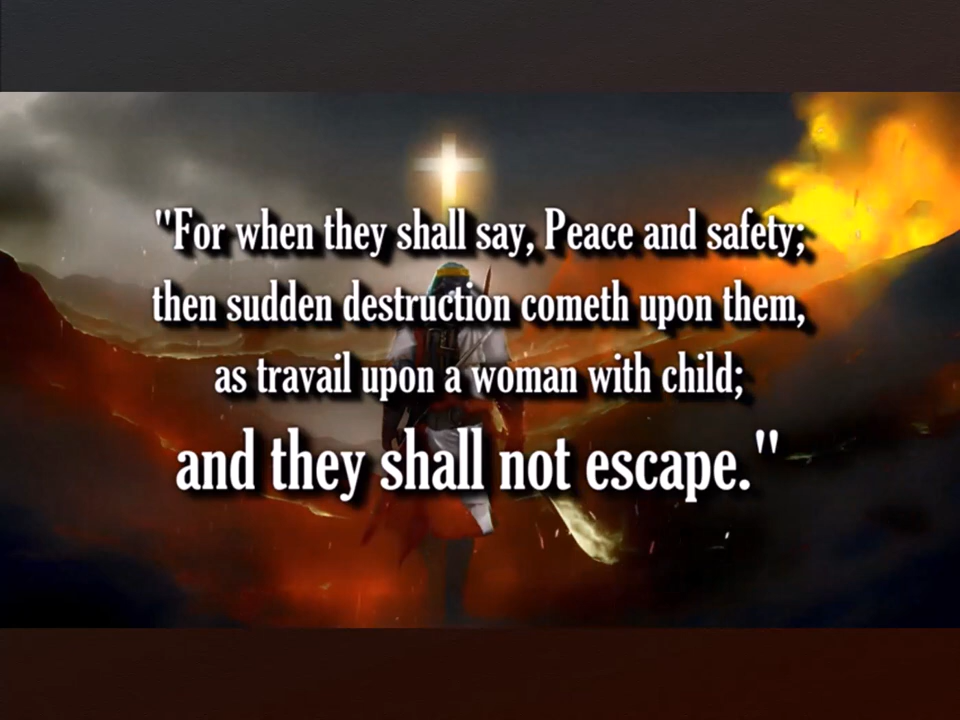 "For when they shall say, Peace and safety;
then sudden destruction cometh upon them,
as travail upon a woman with child;
and they shall not escape."